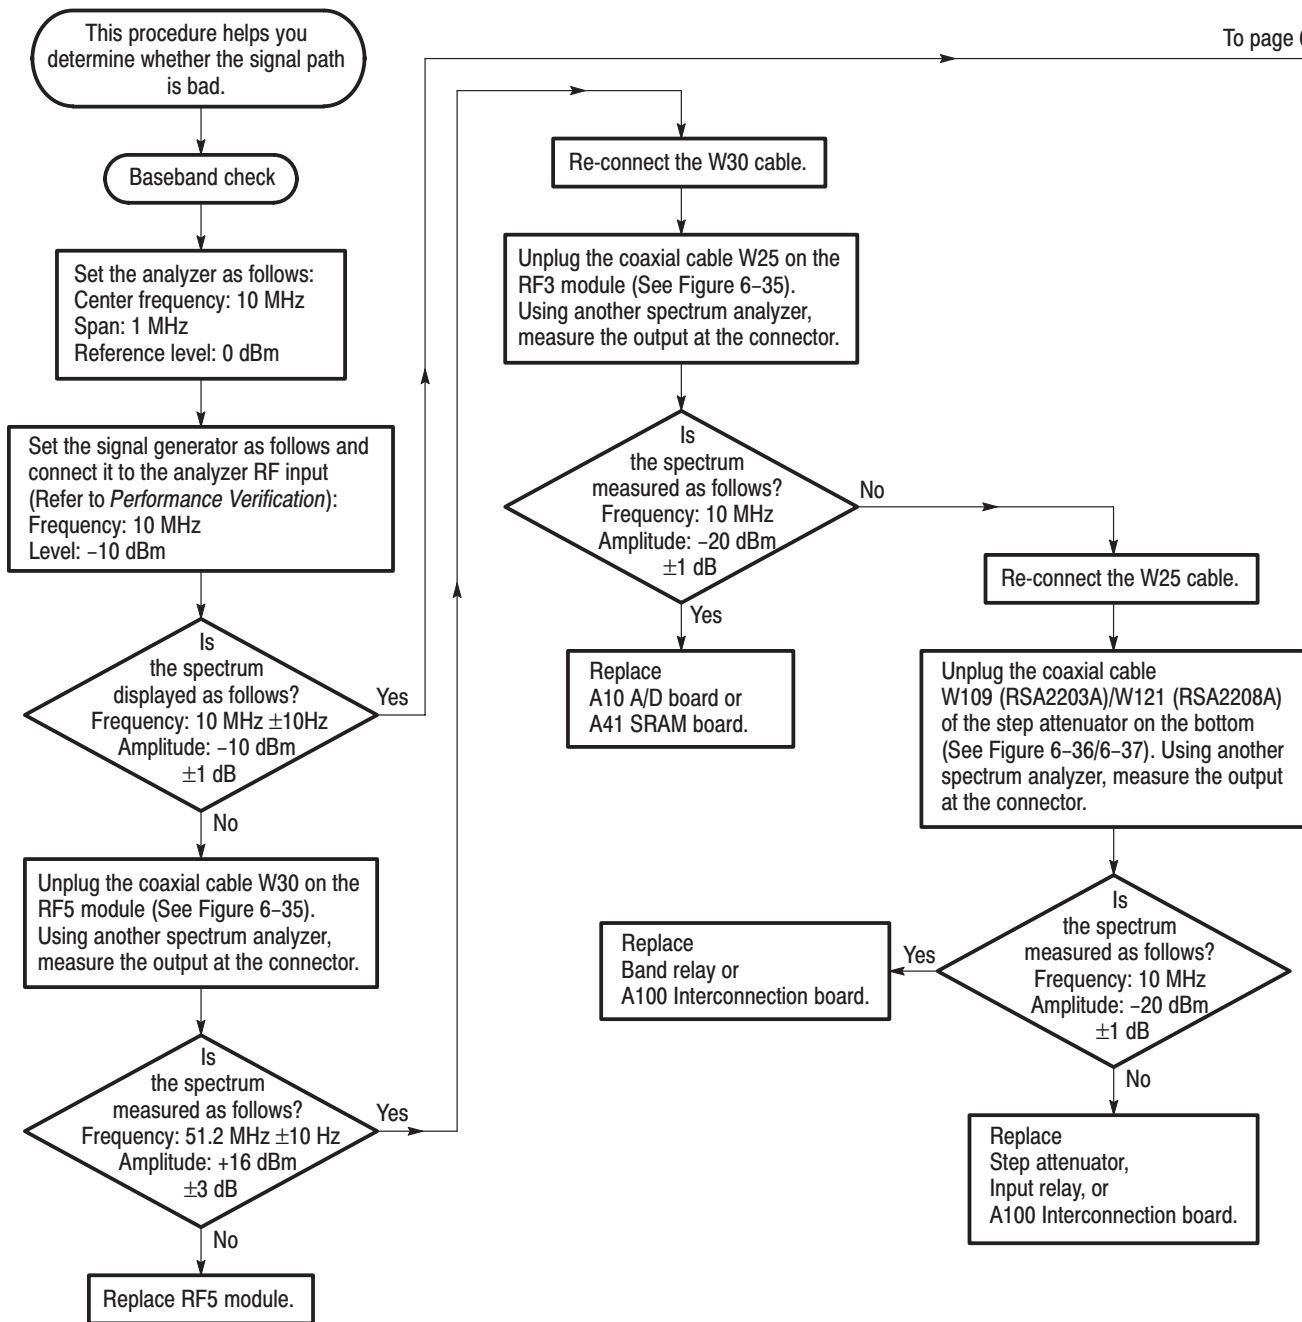 This procedure helps you
determine whether the signal path
is bad.
Baseband check
Set the analyzer as follows:
Center frequency: 10 MHz
Span: 1 MHz
Reference level: 0 dBm
Set the signal generator as follows and
connect it to the analyzer RF input
(Refer to Performance Verification):
Frequency: 10 MHz
Level: −10 dBm
Is
the spectrum
displayed as follows?
Frequency: 10 MHz ±10Hz
Amplitude: −10 dBm
±1 dB
Yes
No
Unplug the coaxial cable W30 on the
RF5 module (See Figure 6−35).
Using another spectrum analyzer,
measure the output at the connector.
Is
the spectrum
measured as follows?
Frequency: 51.2 MHz ±10 Hz
Amplitude: +16 dBm
±3 dB
Yes
No
Replace RF5 module.
To page
Re-connect the W30 cable.
Unplug the coaxial cable W25 on the
RF3 module (See Figure 6−35).
Using another spectrum analyzer,
measure the output at the connector.
Is
the spectrum
measured as follows?
Frequency: 10 MHz
Amplitude: −20 dBm
±1 dB
No
Yes
Replace
A10 A/D board or
A41 SRAM board.
Re-connect the W25 cable.
Unplug the coaxial cable
W109 (RSA2203A)/W121 (RSA2208A)
of the step attenuator on the bottom
(See Figure 6−36/6−37). Using another
spectrum analyzer, measure the output
at the connector.
Is
the spectrum
measured as follows?
Frequency: 10 MHz
Amplitude: −20 dBm
±1 dB
Yes
No
Replace
Band relay or
A100 Interconnection board.
Replace
Step attenuator,
Input relay, or
A100 Interconnection board.